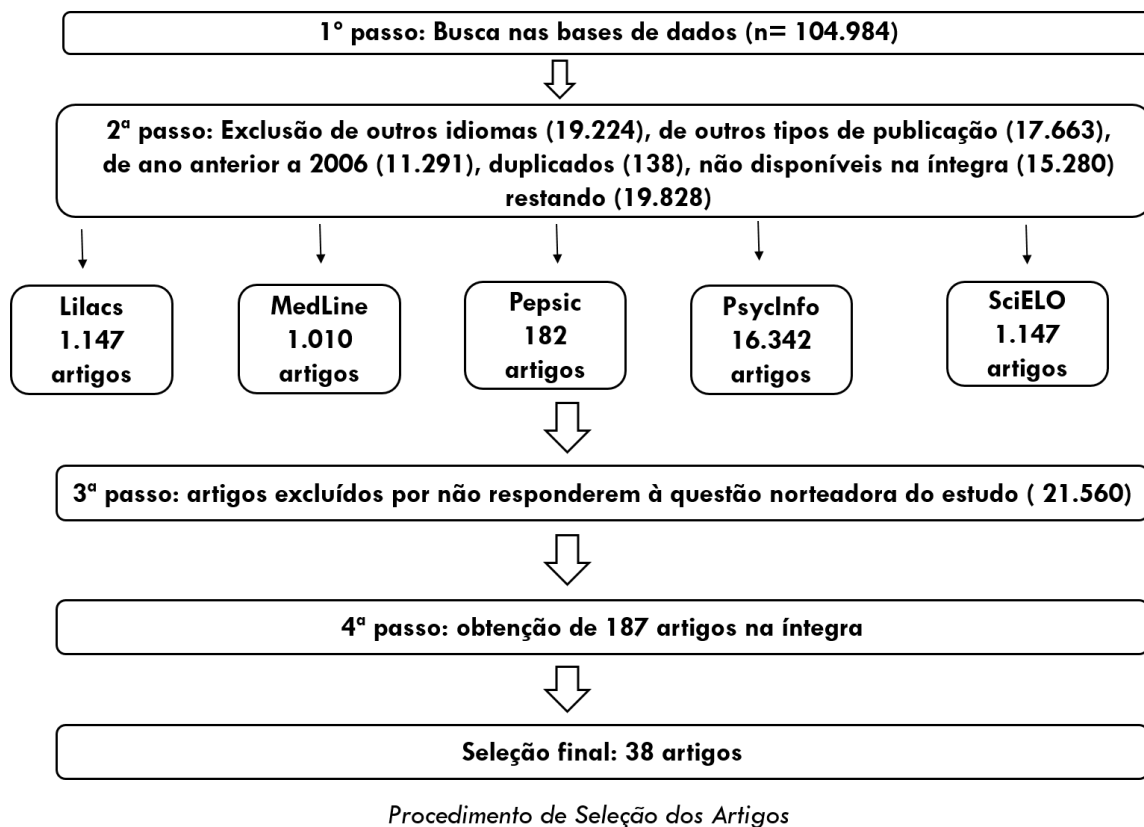 1º passo: Busca nas bases de dados (n= 104.984)
2ª passo: Exclusão de outros idiomas (19.224), de outros tipos de publicação (17.663),
de ano anterior a 2006 (11.291), duplicados (138), não disponíveis na íntegra (15.280)
restando (19.828)
Lilacs
1.147
artigos
MedLine
1.010
artigos
Pepsic
182
artigos
PsycInfo
16.342
artigos
SciELO
1.147
artigos
3ª passo: artigos excluídos por não responderem à questão norteadora do estudo ( 21.560)
4ª passo: obtenção de 187 artigos na íntegra
Seleção final: 38 artigos
Procedimento de Seleção dos Artigos